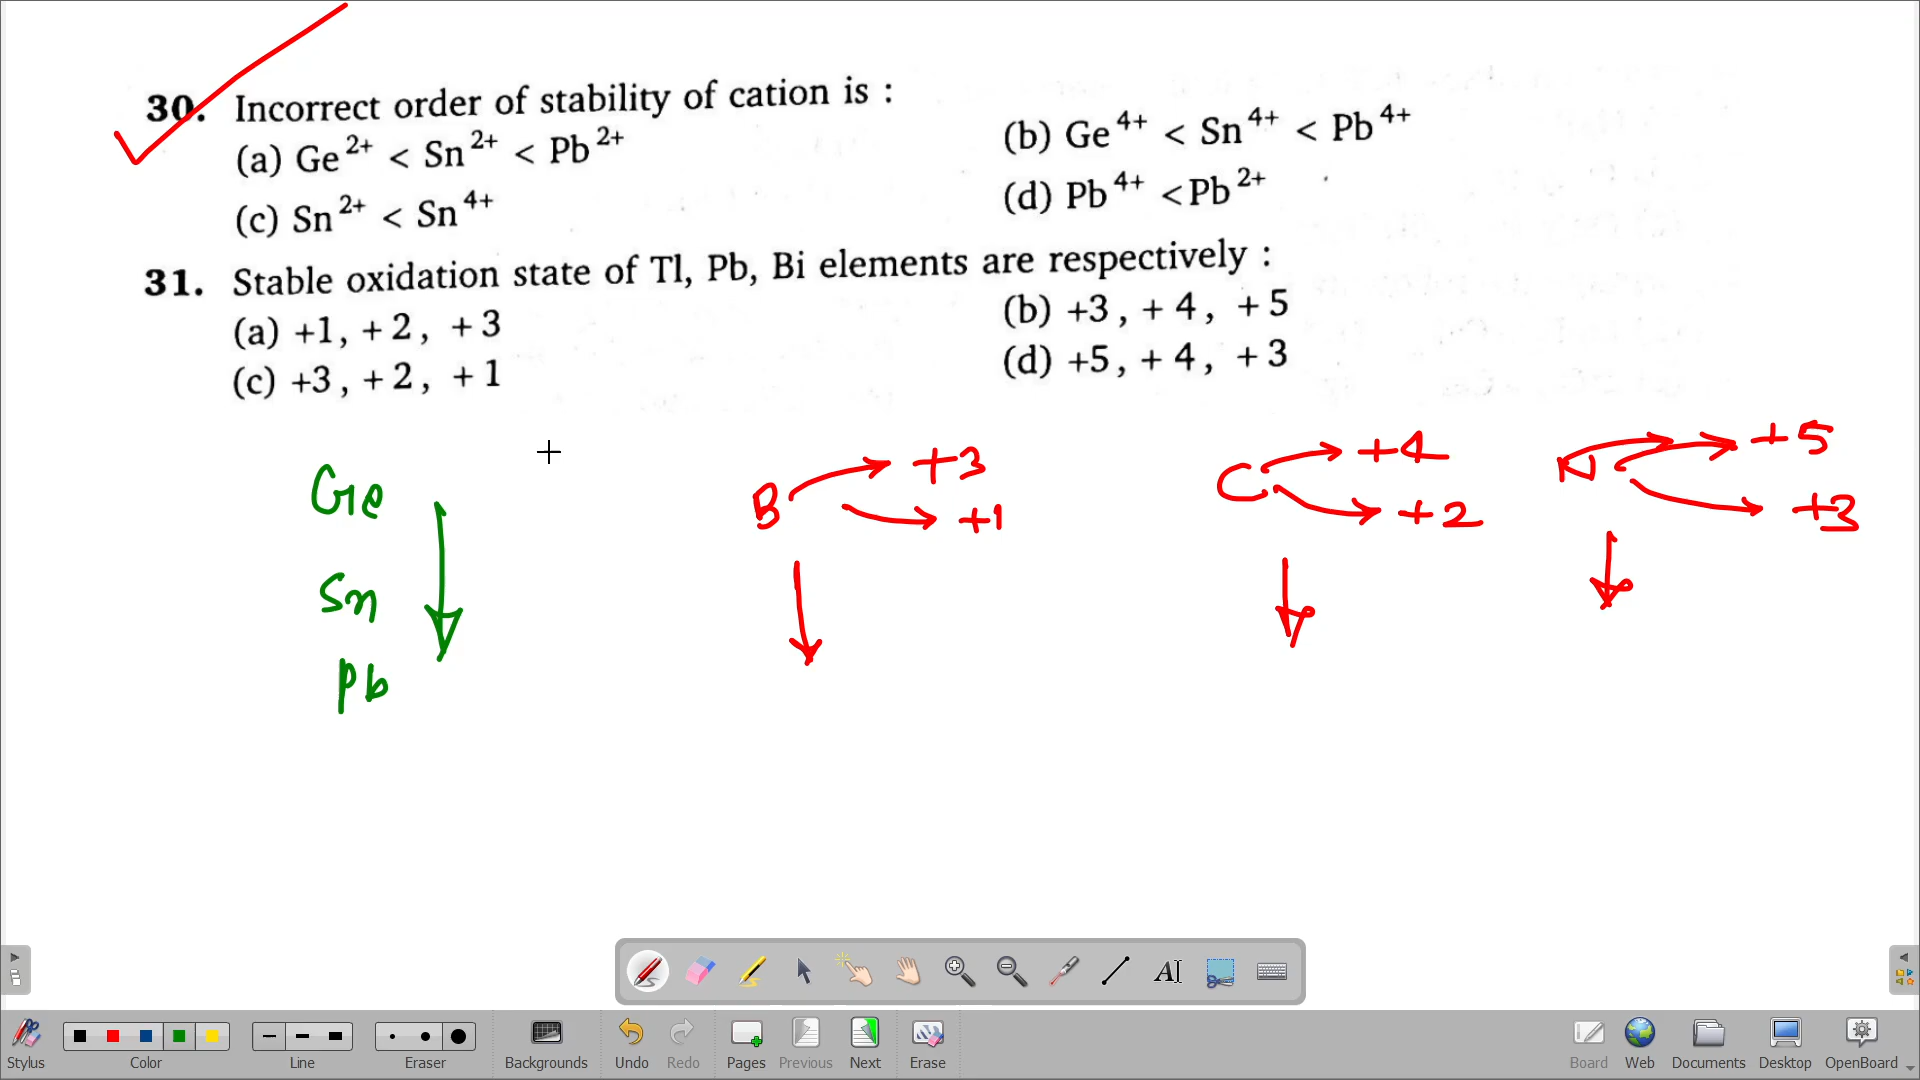 30. Incorrect order of stability of cation is :
(a) Ge²⁺ < Sn²⁺ < Pb²⁺
(b) Ge⁴⁺ < Sn⁴⁺ < Pb⁴⁺
(c) Sn²⁺ < Sn⁴⁺
(d) Pb⁴⁺ < Pb²⁺
31. Stable oxidation state of Tl, Pb, Bi elements are respectively :
(a) +1, + 2, + 3
(b) +3, + 4, + 5
(c) +3, + 2, + 1
(d) +5, + 4, + 3
Ge
Sn
Pb
B +3
+1
C +4
+2
N +5
+3
AI
Stylus Color Line Eraser Backgrounds Undo Redo Pages Previous Next Erase Board Web Documents Desktop OpenBoard